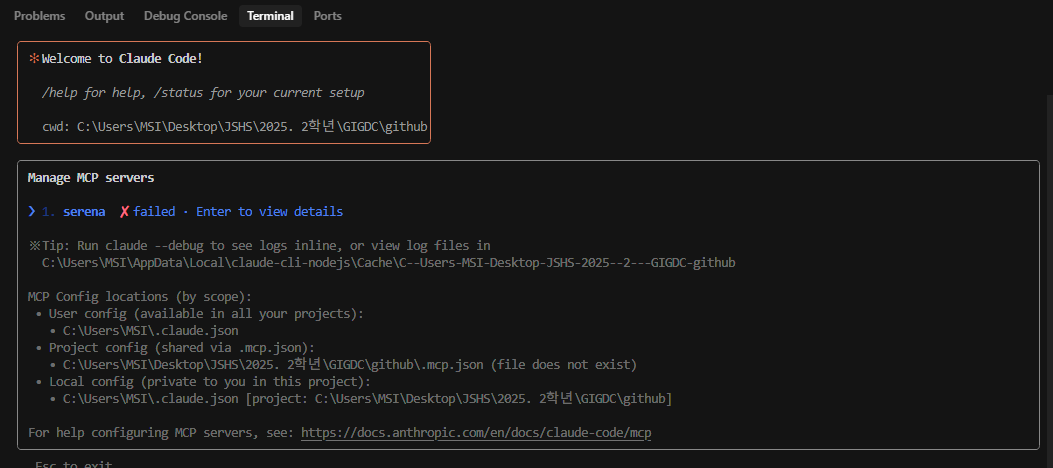 Problems Output Debug Console Terminal Ports
✻ Welcome to Claude Code!
/help for help, /status for your current setup
cwd: C:\Users\MSI\Desktop\JSHS\2025. 2학년\GIGDC\github
Manage MCP servers
❯ 1. serena ✘ failed · Enter to view details
※ Tip: Run claude --debug to see logs inline, or view log files in
C:\Users\MSI\AppData\Local\claude-cli-nodejs\Cache\C--Users-MSI-Desktop-JSHS-2025--2---GIGDC-github
MCP Config locations (by scope):
• User config (available in all your projects):
• C:\Users\MSI\.claude.json
• Project config (shared via .mcp.json):
• C:\Users\MSI\Desktop\JSHS\2025. 2학년\GIGDC\github\.mcp.json (file does not exist)
• Local config (private to you in this project):
• C:\Users\MSI\.claude.json [project: C:\Users\MSI\Desktop\JSHS\2025. 2학년\GIGDC\github]
For help configuring MCP servers, see: https://docs.anthropic.com/en/docs/claude-code/mcp
Esc to exit